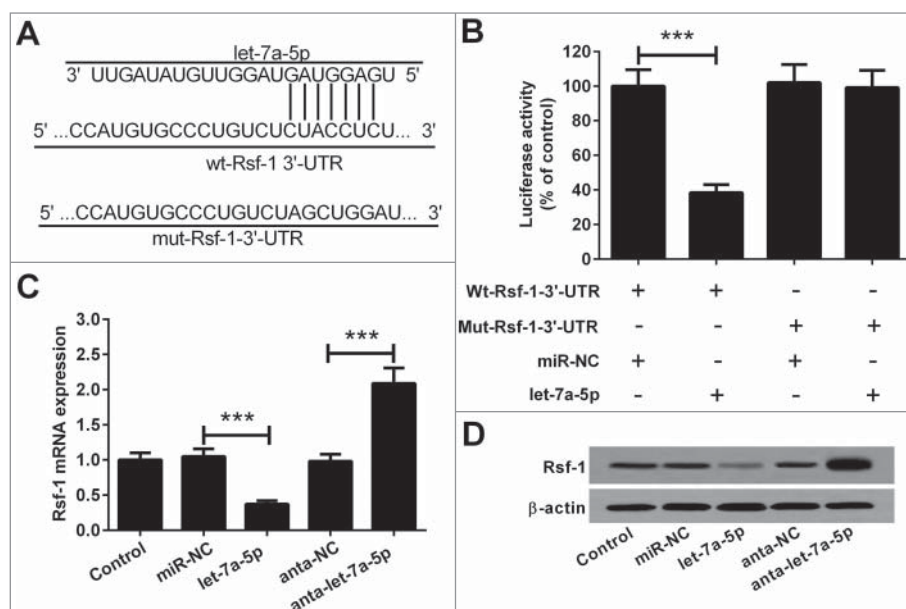 A
let-7a-5p
3' UUGAUAUGUUGGAUGAUGGAGU 5'
5' ...CCAUGUGCCCUGUCUCUACCUCU... 3'
wt-Rsf-1 3'-UTR
5' ...CCAUGUGCCCUGUCUAGCUGGAU... 3'
mut-Rsf-1-3'-UTR
B
***
Luciferase activity
(% of control)
120
100
80
60
40
20
0
Wt-Rsf-1-3'-UTR + + - -
Mut-Rsf-1-3'-UTR - - + +
miR-NC + - + -
let-7a-5p - + - +
C
Rsf-1 mRNA expression
2.5
2.0
1.5
1.0
0.5
0.0
***
***
Control miR-NC let-7a-5p anta-NC anta-let-7a-5p
D
Rsf-1
β-actin
Control miR-NC let-7a-5p anta-NC anta-let-7a-5p